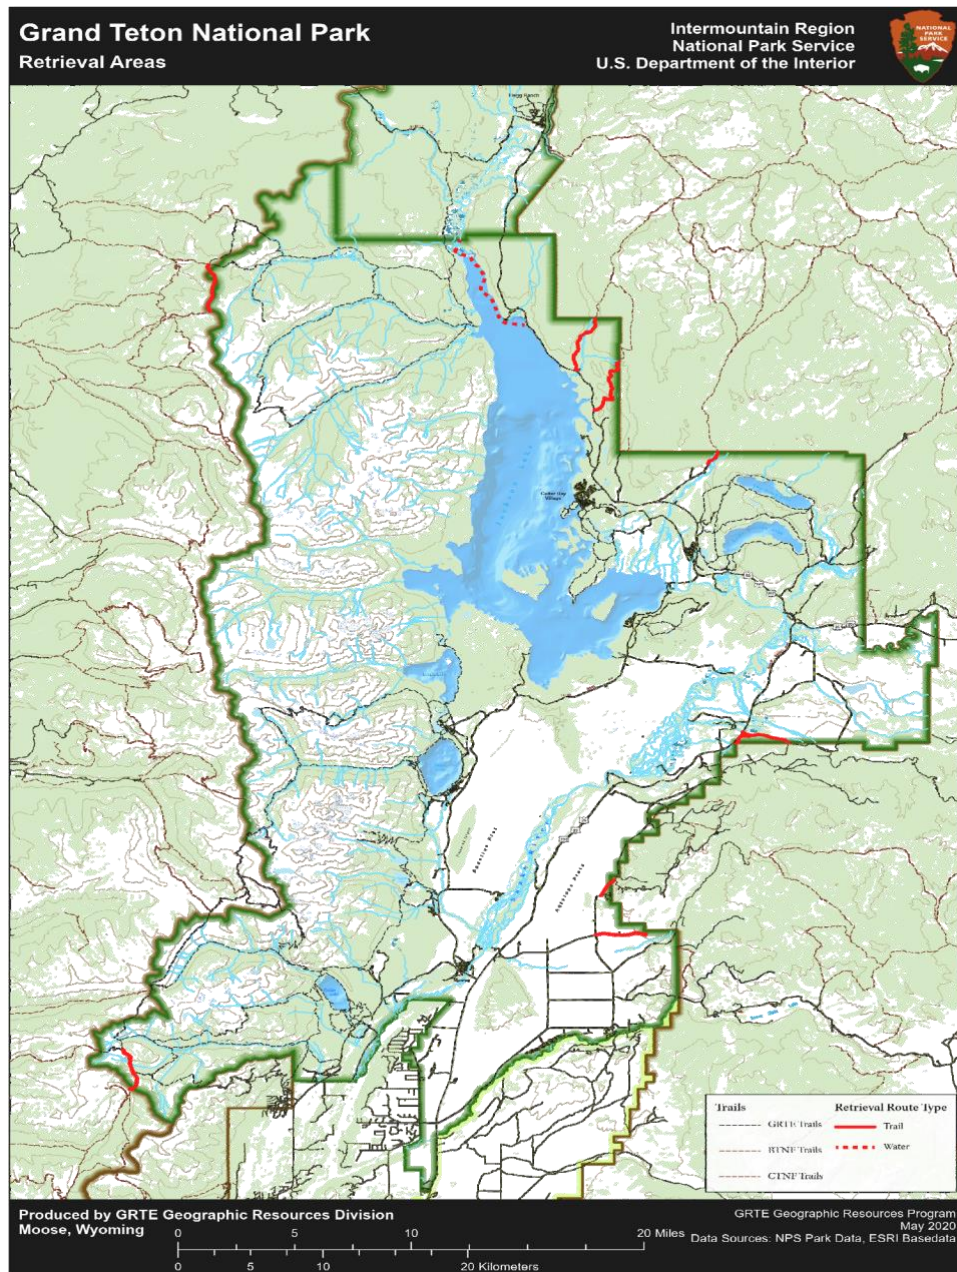 Grand Teton National Park
Retrieval Areas
Intermountain Region
National Park Service
U.S. Department of the Interior
NATIONAL
PARK
SERVICE
Flagg Ranch
Colter Bay
Village
Trails
GRTE Trails
BTNF Trails
CTNF Trails
Retrieval Route Type
Trail
Water
Produced by GRTE Geographic Resources Division
Moose, Wyoming
0 5 10 20 Miles
0 5 10 20 Kilometers
GRTE Geographic Resources Program
May 2020
Data Sources: NPS Park Data, ESRI Basedata